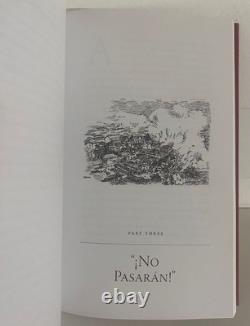 PART THREE
"¡NO
PASARÁN!"
ebay